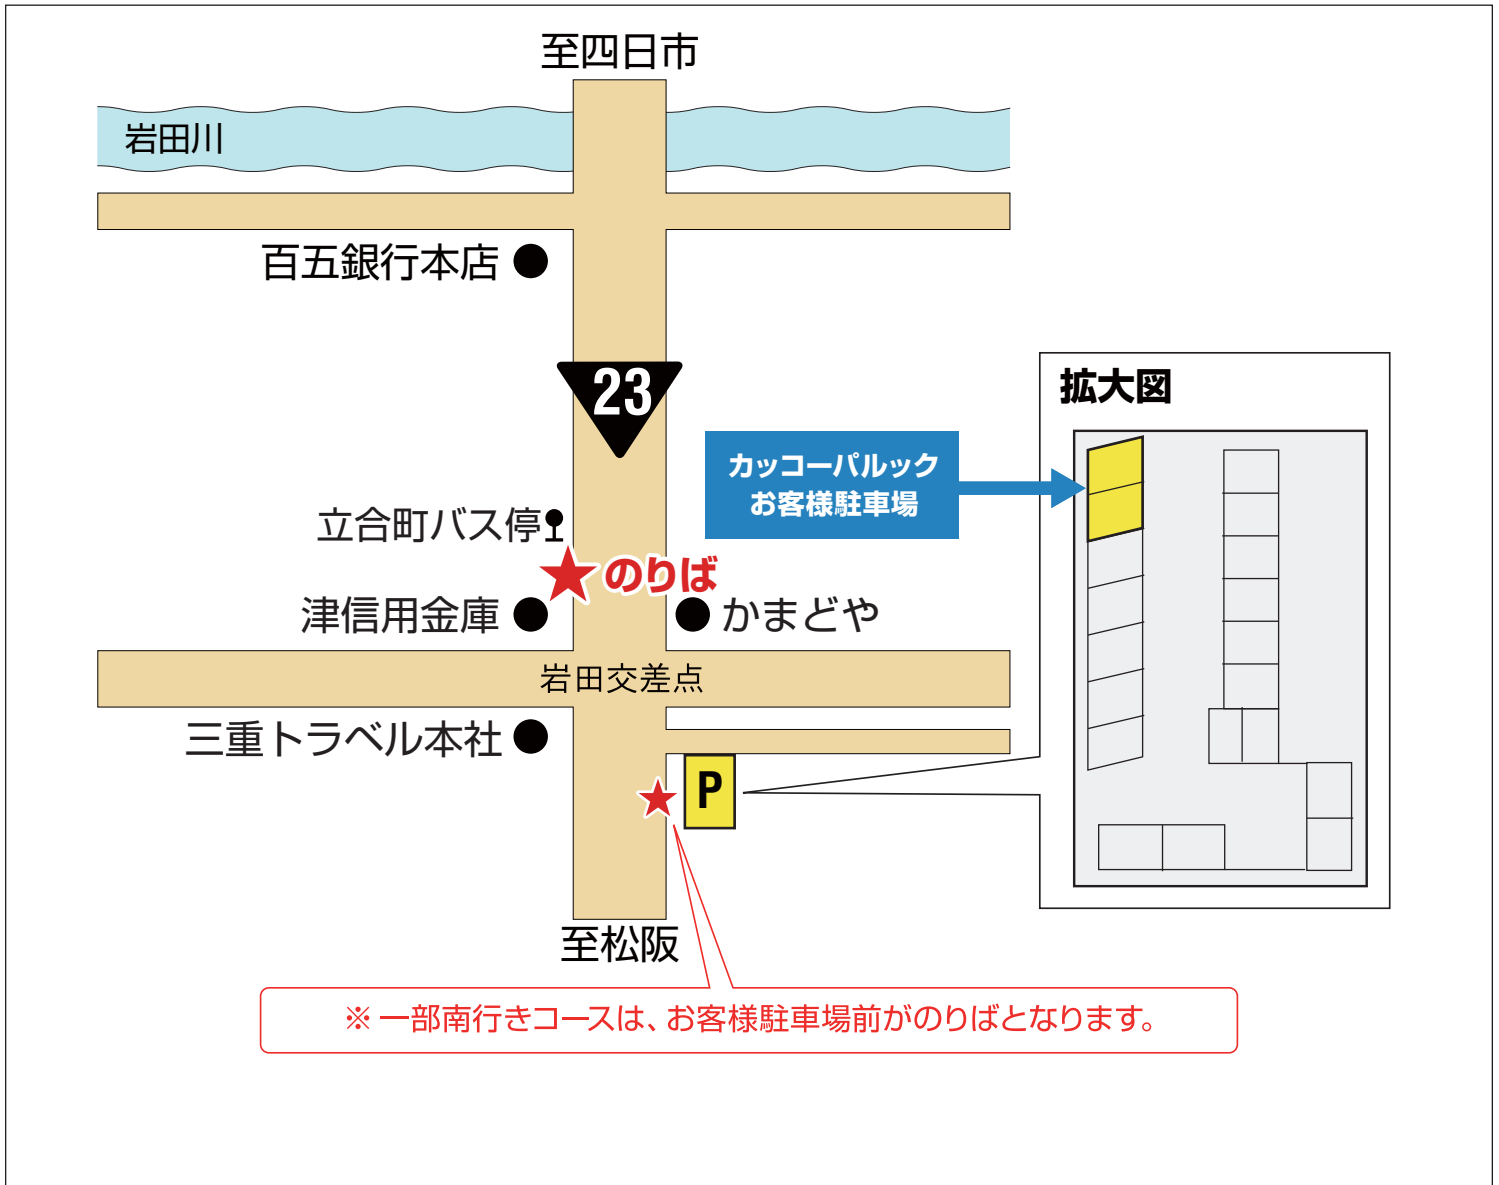 至四日市
岩田川
百五銀行本店
23
拡大図
カッコーパルック
お客様駐車場
立合町バス停
のりば
津信用金庫
かまどや
岩田交差点
三重トラベル本社
P
至松阪
※ 一部南行きコースは、お客様駐車場前がのりばとなります。